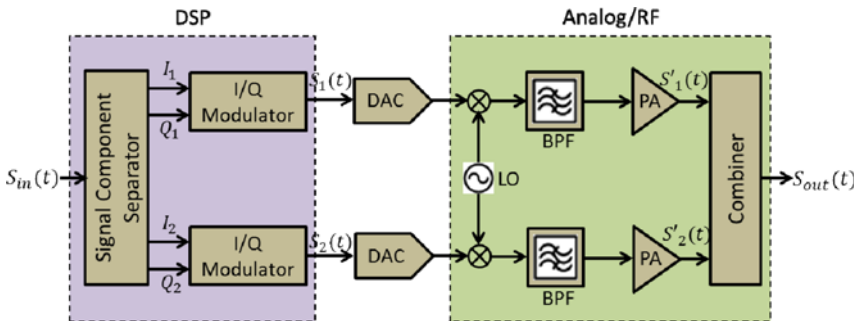 DSP
Analog/RF
S_in(t)
Signal Component
Separator
I_1
Q_1
I/Q
Modulator
S_1(t)
DAC
BPF
PA
S'_1(t)
LO
I_2
Q_2
I/Q
Modulator
S_2(t)
DAC
BPF
PA
S'_2(t)
Combiner
S_out(t)